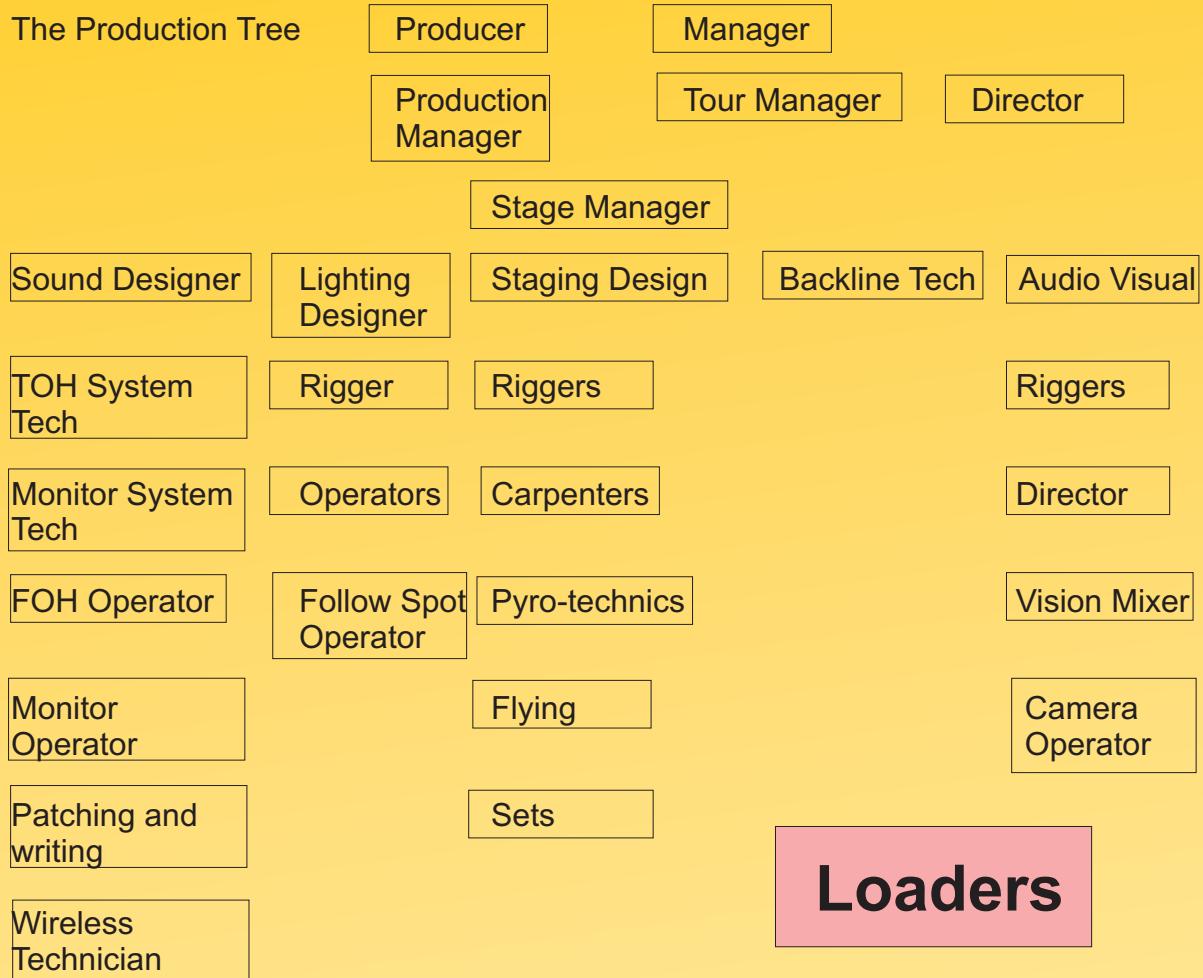 The Production Tree
Producer
Manager
Production
Manager
Tour Manager
Director
Stage Manager
Sound Designer
Lighting
Designer
Staging Design
Backline Tech
Audio Visual
TOH System
Tech
Rigger
Riggers
Riggers
Monitor System
Tech
Operators
Carpenters
Director
FOH Operator
Follow Spot
Operator
Pyro-technics
Vision Mixer
Monitor
Operator
Flying
Camera
Operator
Patching and
writing
Sets
Loaders
Wireless
Technician